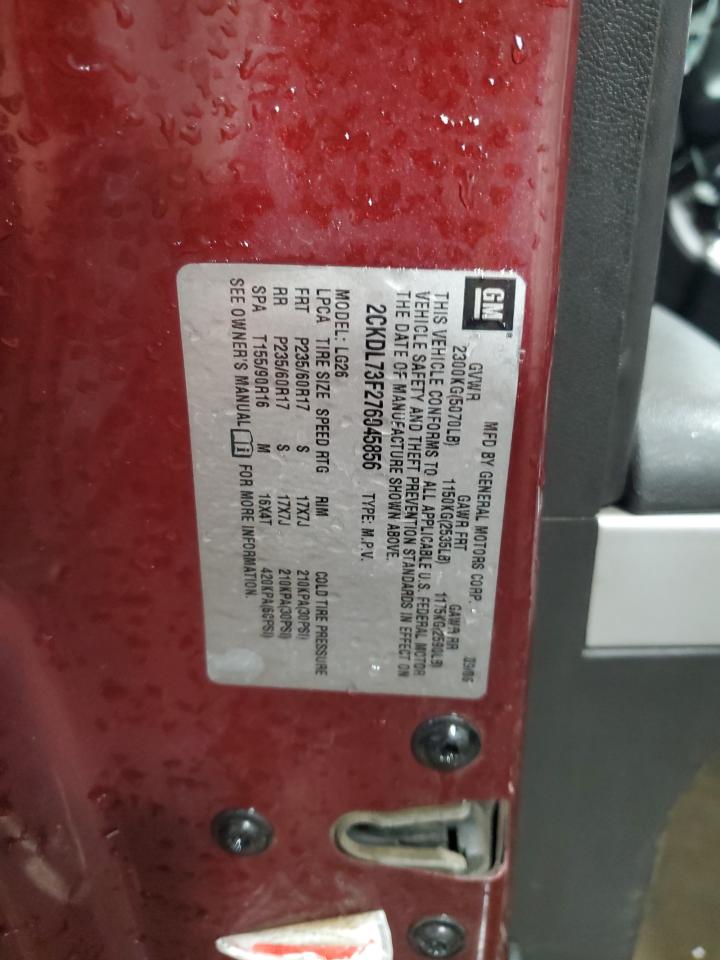 GM®
MFD BY GENERAL MOTORS CORP. 09/06
GVWR GAWR FRT GAWR RR
2300KG(5070LB) 1150KG(2535LB) 1175KG(2590LB)
THIS VEHICLE CONFORMS TO ALL APPLICABLE U.S. FEDERAL MOTOR
VEHICLE SAFETY AND THEFT PREVENTION STANDARDS IN EFFECT ON
THE DATE OF MANUFACTURE SHOWN ABOVE.
2CKDL73F276045856 TYPE: M.P.V.
MODEL: LG26
LPCA TIRE SIZE SPEED RTG RIM COLD TIRE PRESSURE
FRT P235/60R17 S 17X7J 210KPA(30PSI)
RR P235/60R17 S 17X7J 210KPA(30PSI)
SPA T155/90R16 M 16X4T 420KPA(60PSI)
SEE OWNER'S MANUAL FOR MORE INFORMATION.